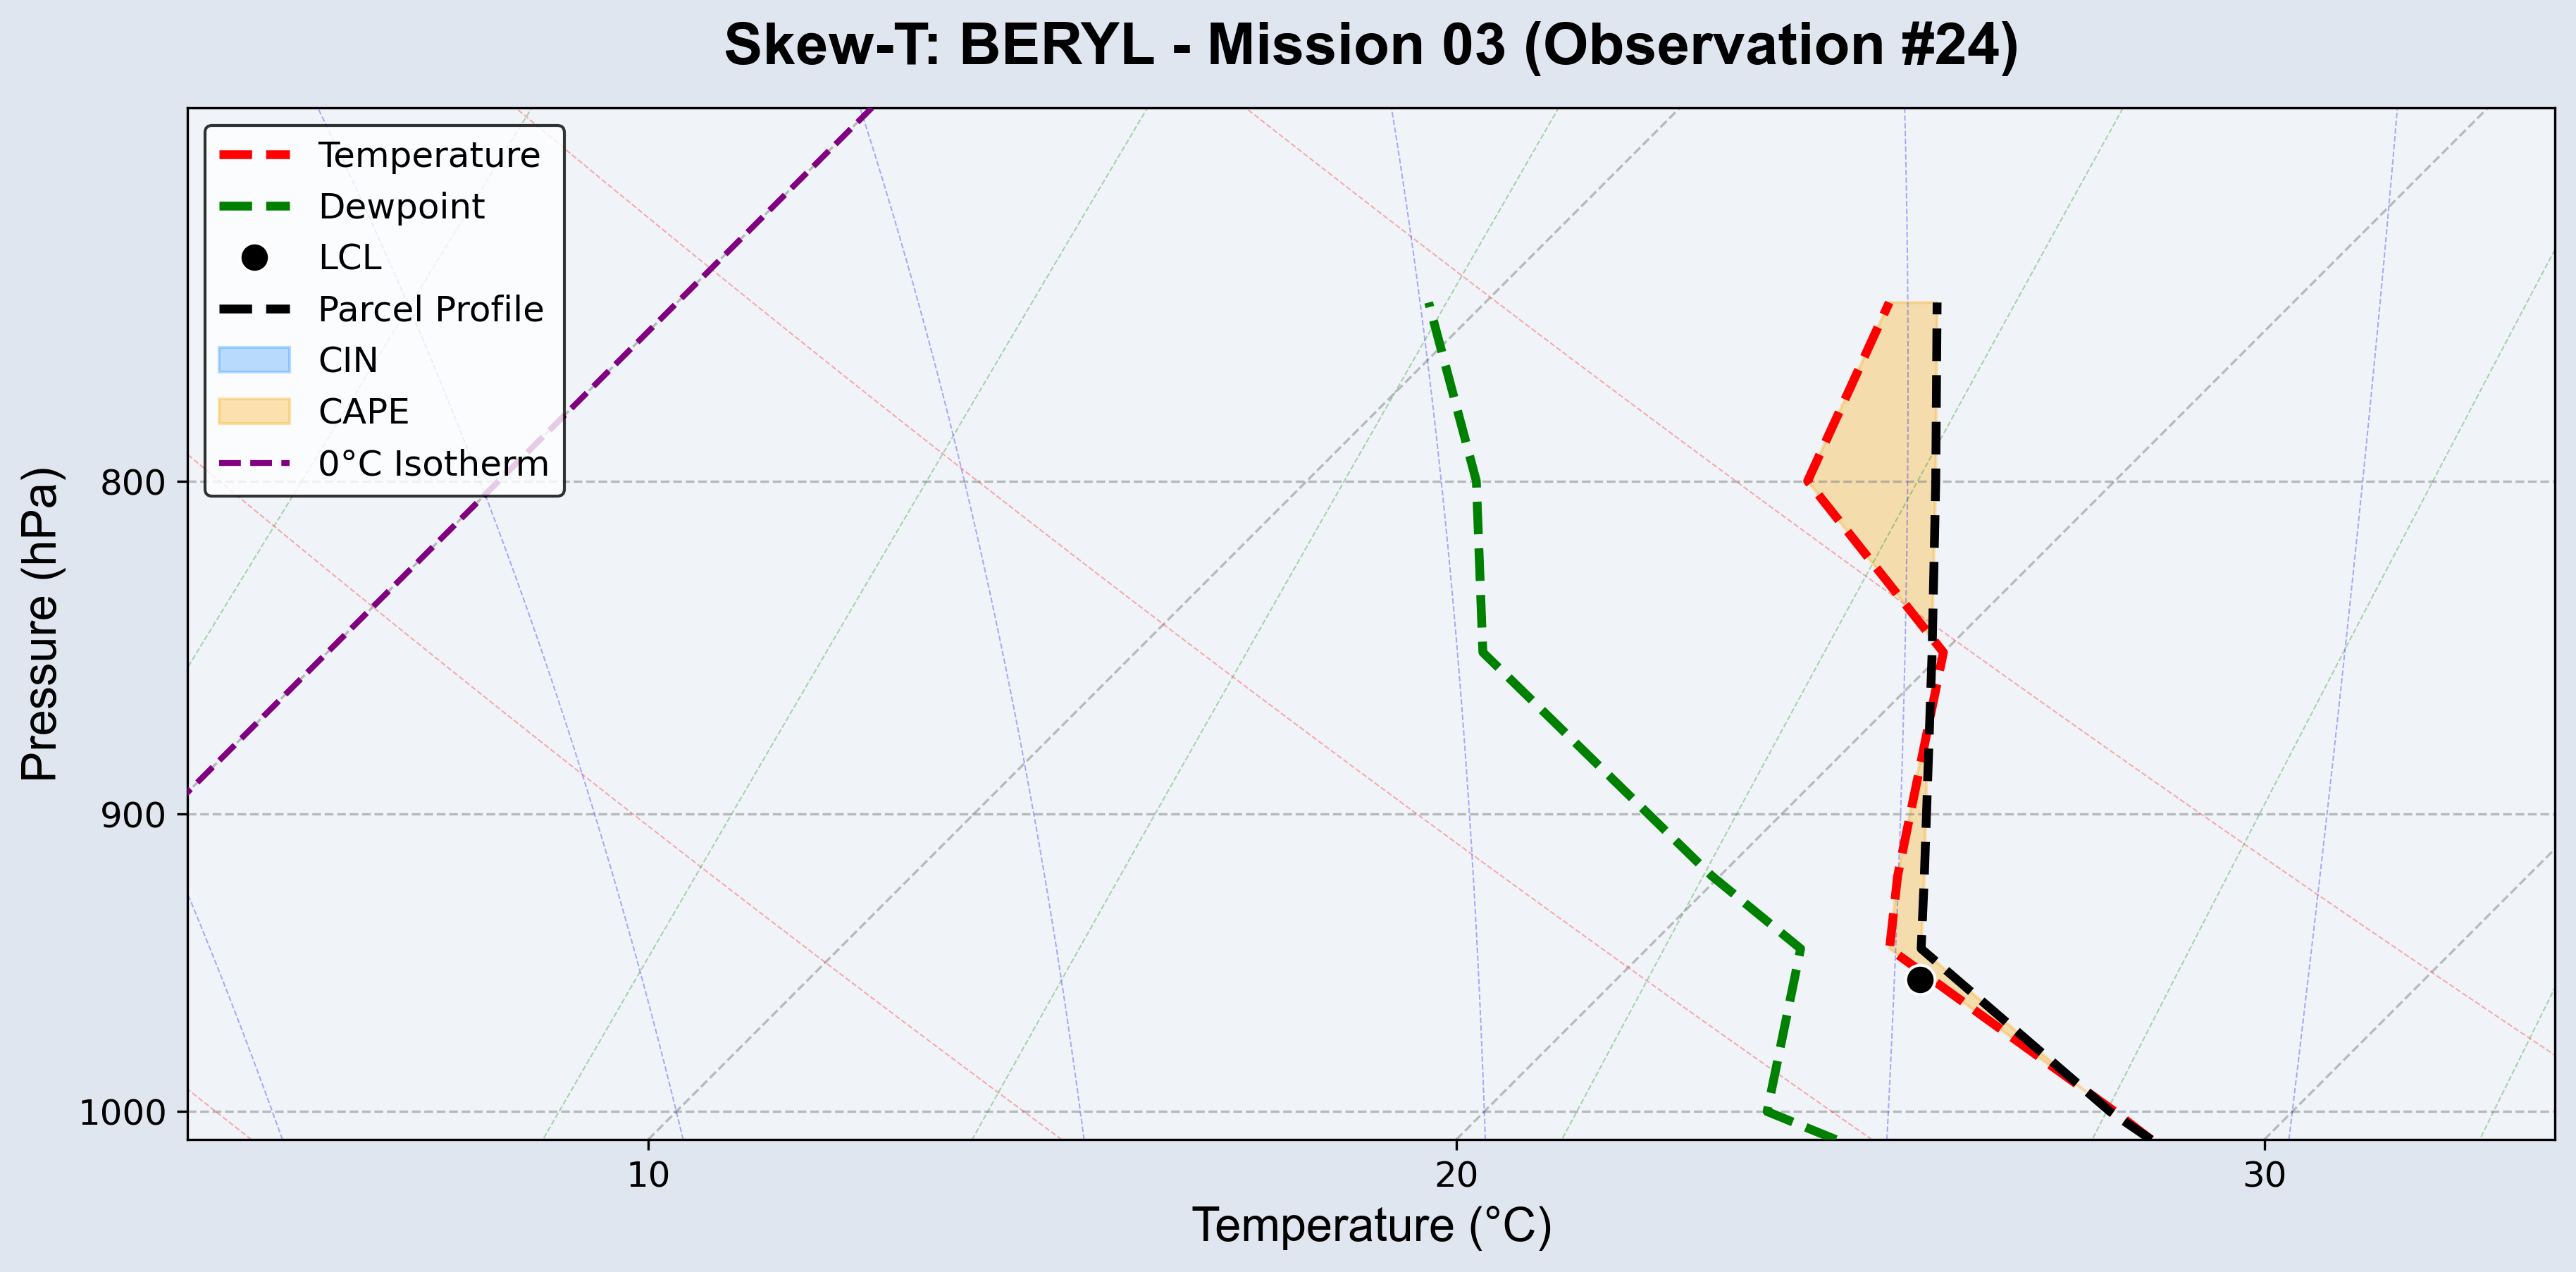 Skew-T: BERYL - Mission 03 (Observation #24)
Temperature
Dewpoint
LCL
Parcel Profile
CIN
CAPE
0°C Isotherm
Pressure (hPa)
800
900
1000
10
20
30
Temperature (°C)